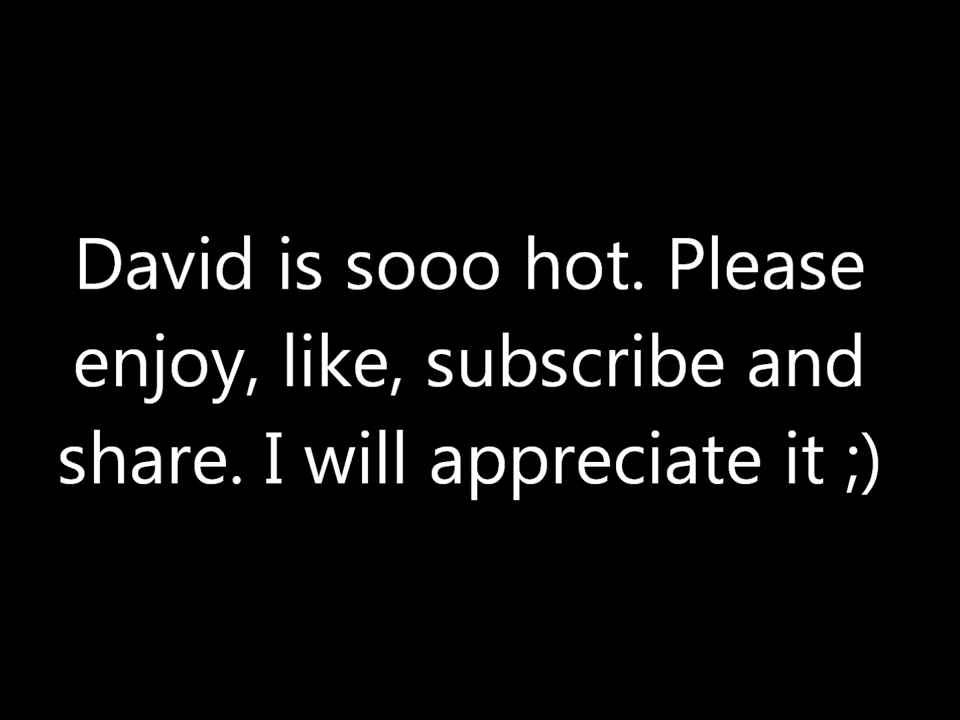 David is sooo hot. Please
enjoy, like, subscribe and
share. I will appreciate it ;)